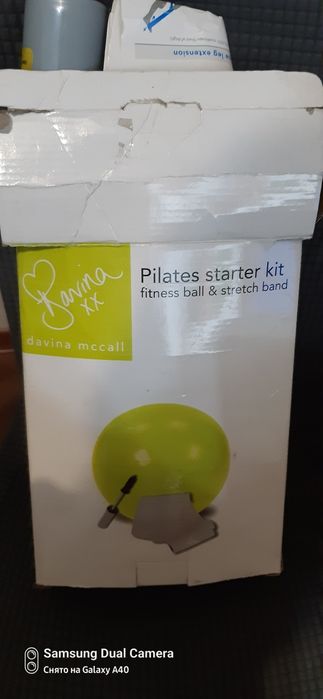 leg extension
Davina
xx
davina mccall
Pilates starter kit
fitness ball & stretch band
Samsung Dual Camera
Снято на Galaxy A40